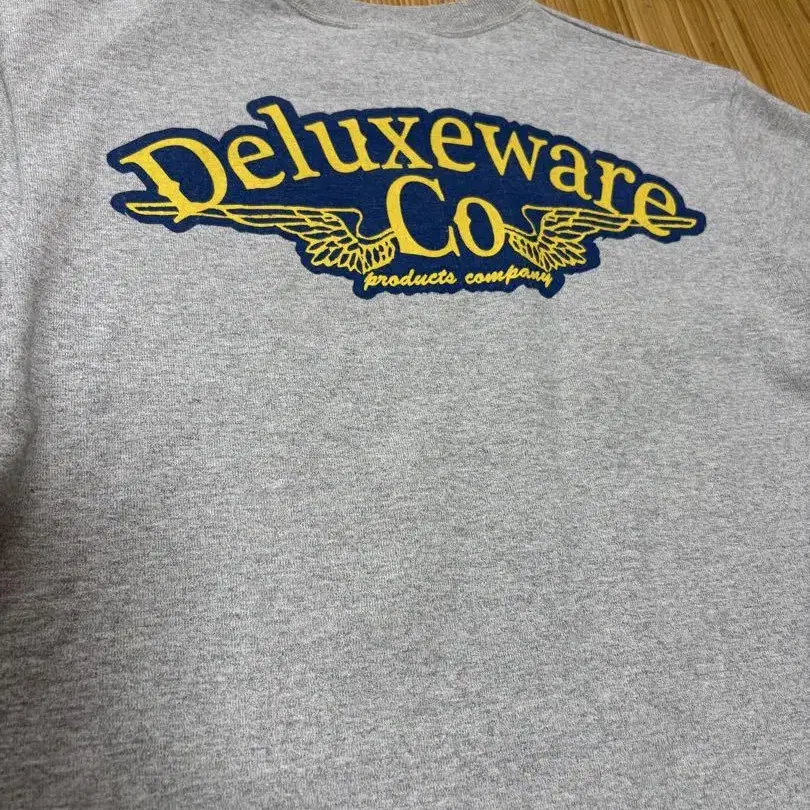 Deluxeware
Co
products company